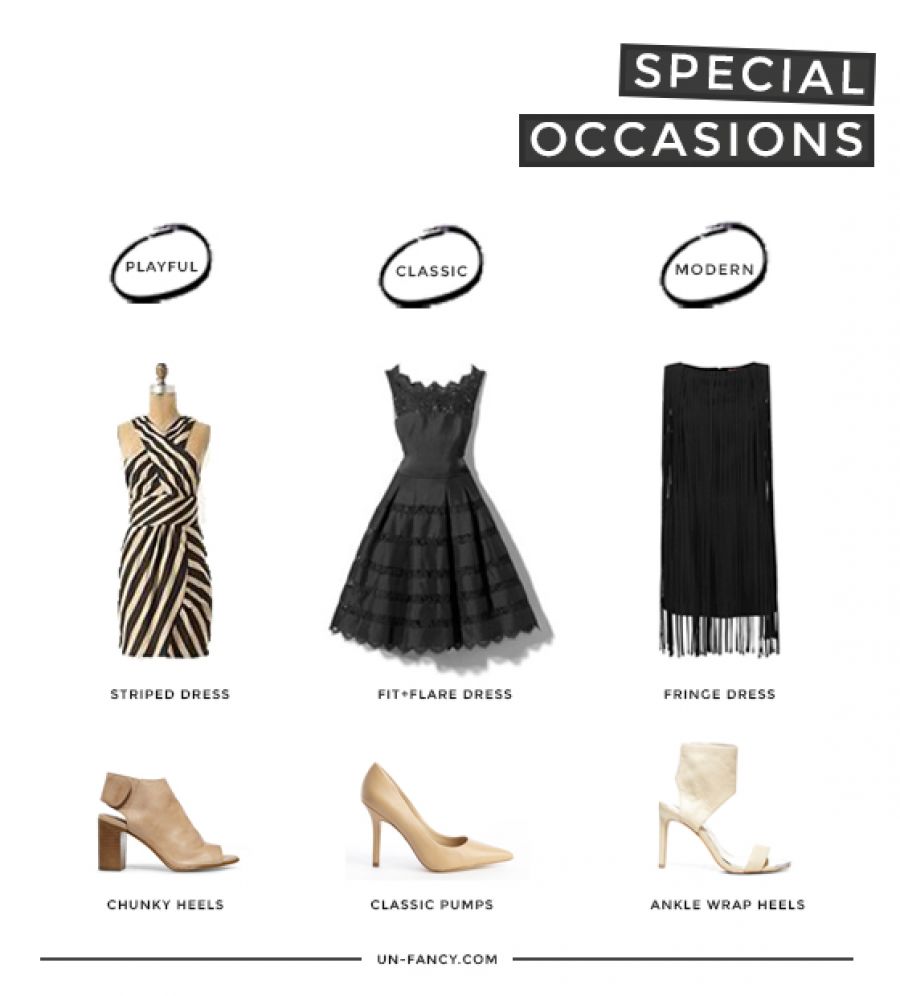 SPECIAL
OCCASIONS
PLAYFUL
CLASSIC
MODERN
STRIPED DRESS
FIT+FLARE DRESS
FRINGE DRESS
CHUNKY HEELS
CLASSIC PUMPS
ANKLE WRAP HEELS
UN-FANCY.COM